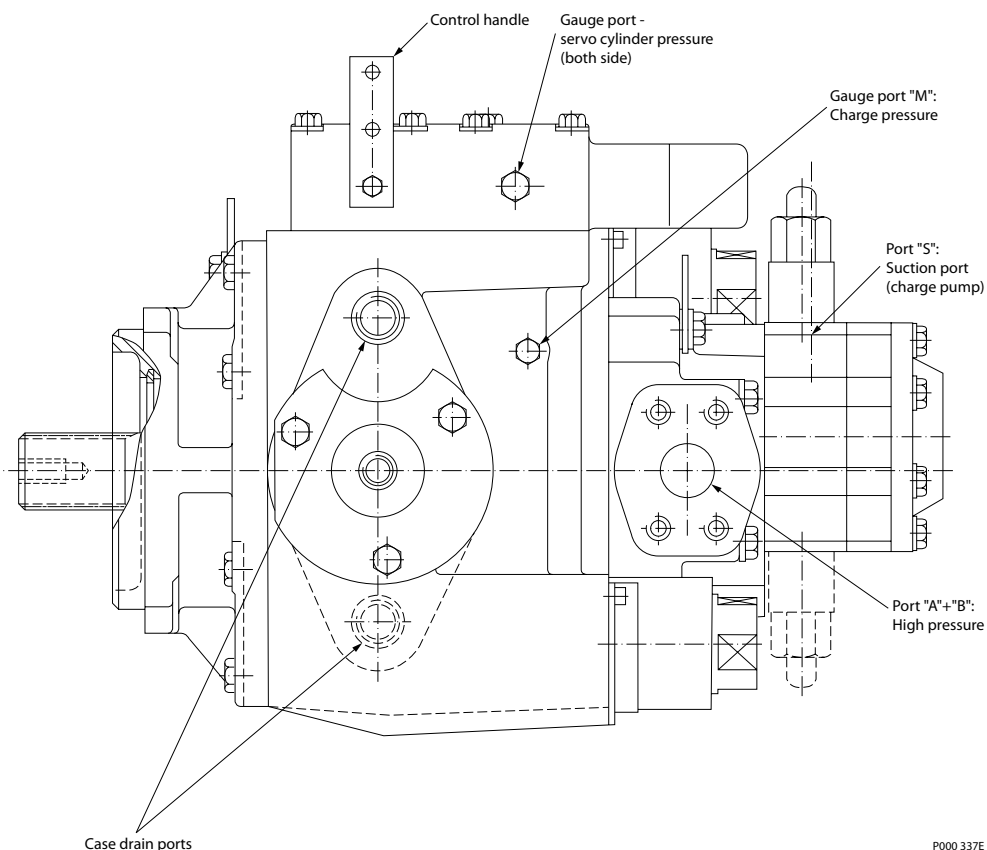 Control handle
Gauge port -
servo cylinder pressure
(both side)
Gauge port "M":
Charge pressure
Port "S":
Suction port
(charge pump)
Port "A"+"B":
High pressure
Case drain ports
P000 337E